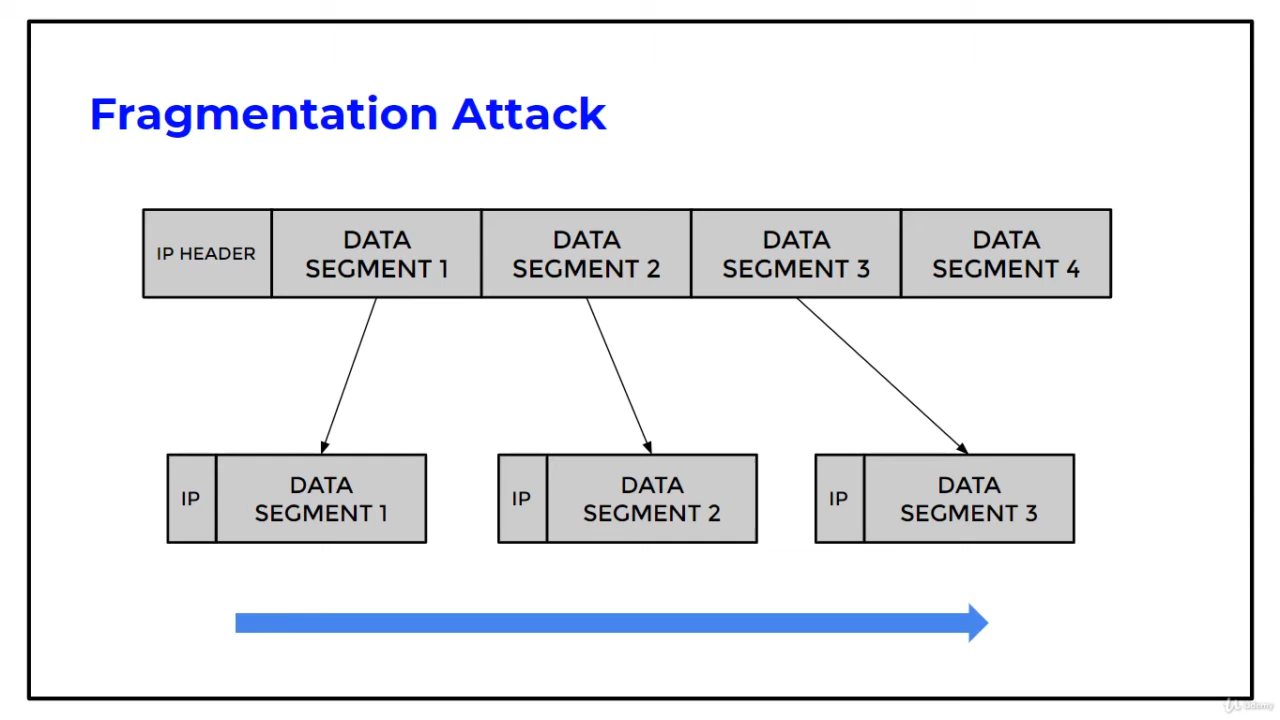 Fragmentation Attack
IP HEADER
DATA
SEGMENT 1
DATA
SEGMENT 2
DATA
SEGMENT 3
DATA
SEGMENT 4
IP
DATA
SEGMENT 1
IP
DATA
SEGMENT 2
IP
DATA
SEGMENT 3
Udemy